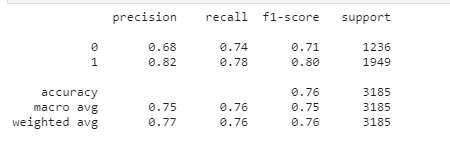 precision recall f1-score support
0 0.68 0.74 0.71 1236
1 0.82 0.78 0.80 1949
accuracy 0.76 3185
macro avg 0.75 0.76 0.75 3185
weighted avg 0.77 0.76 0.76 3185